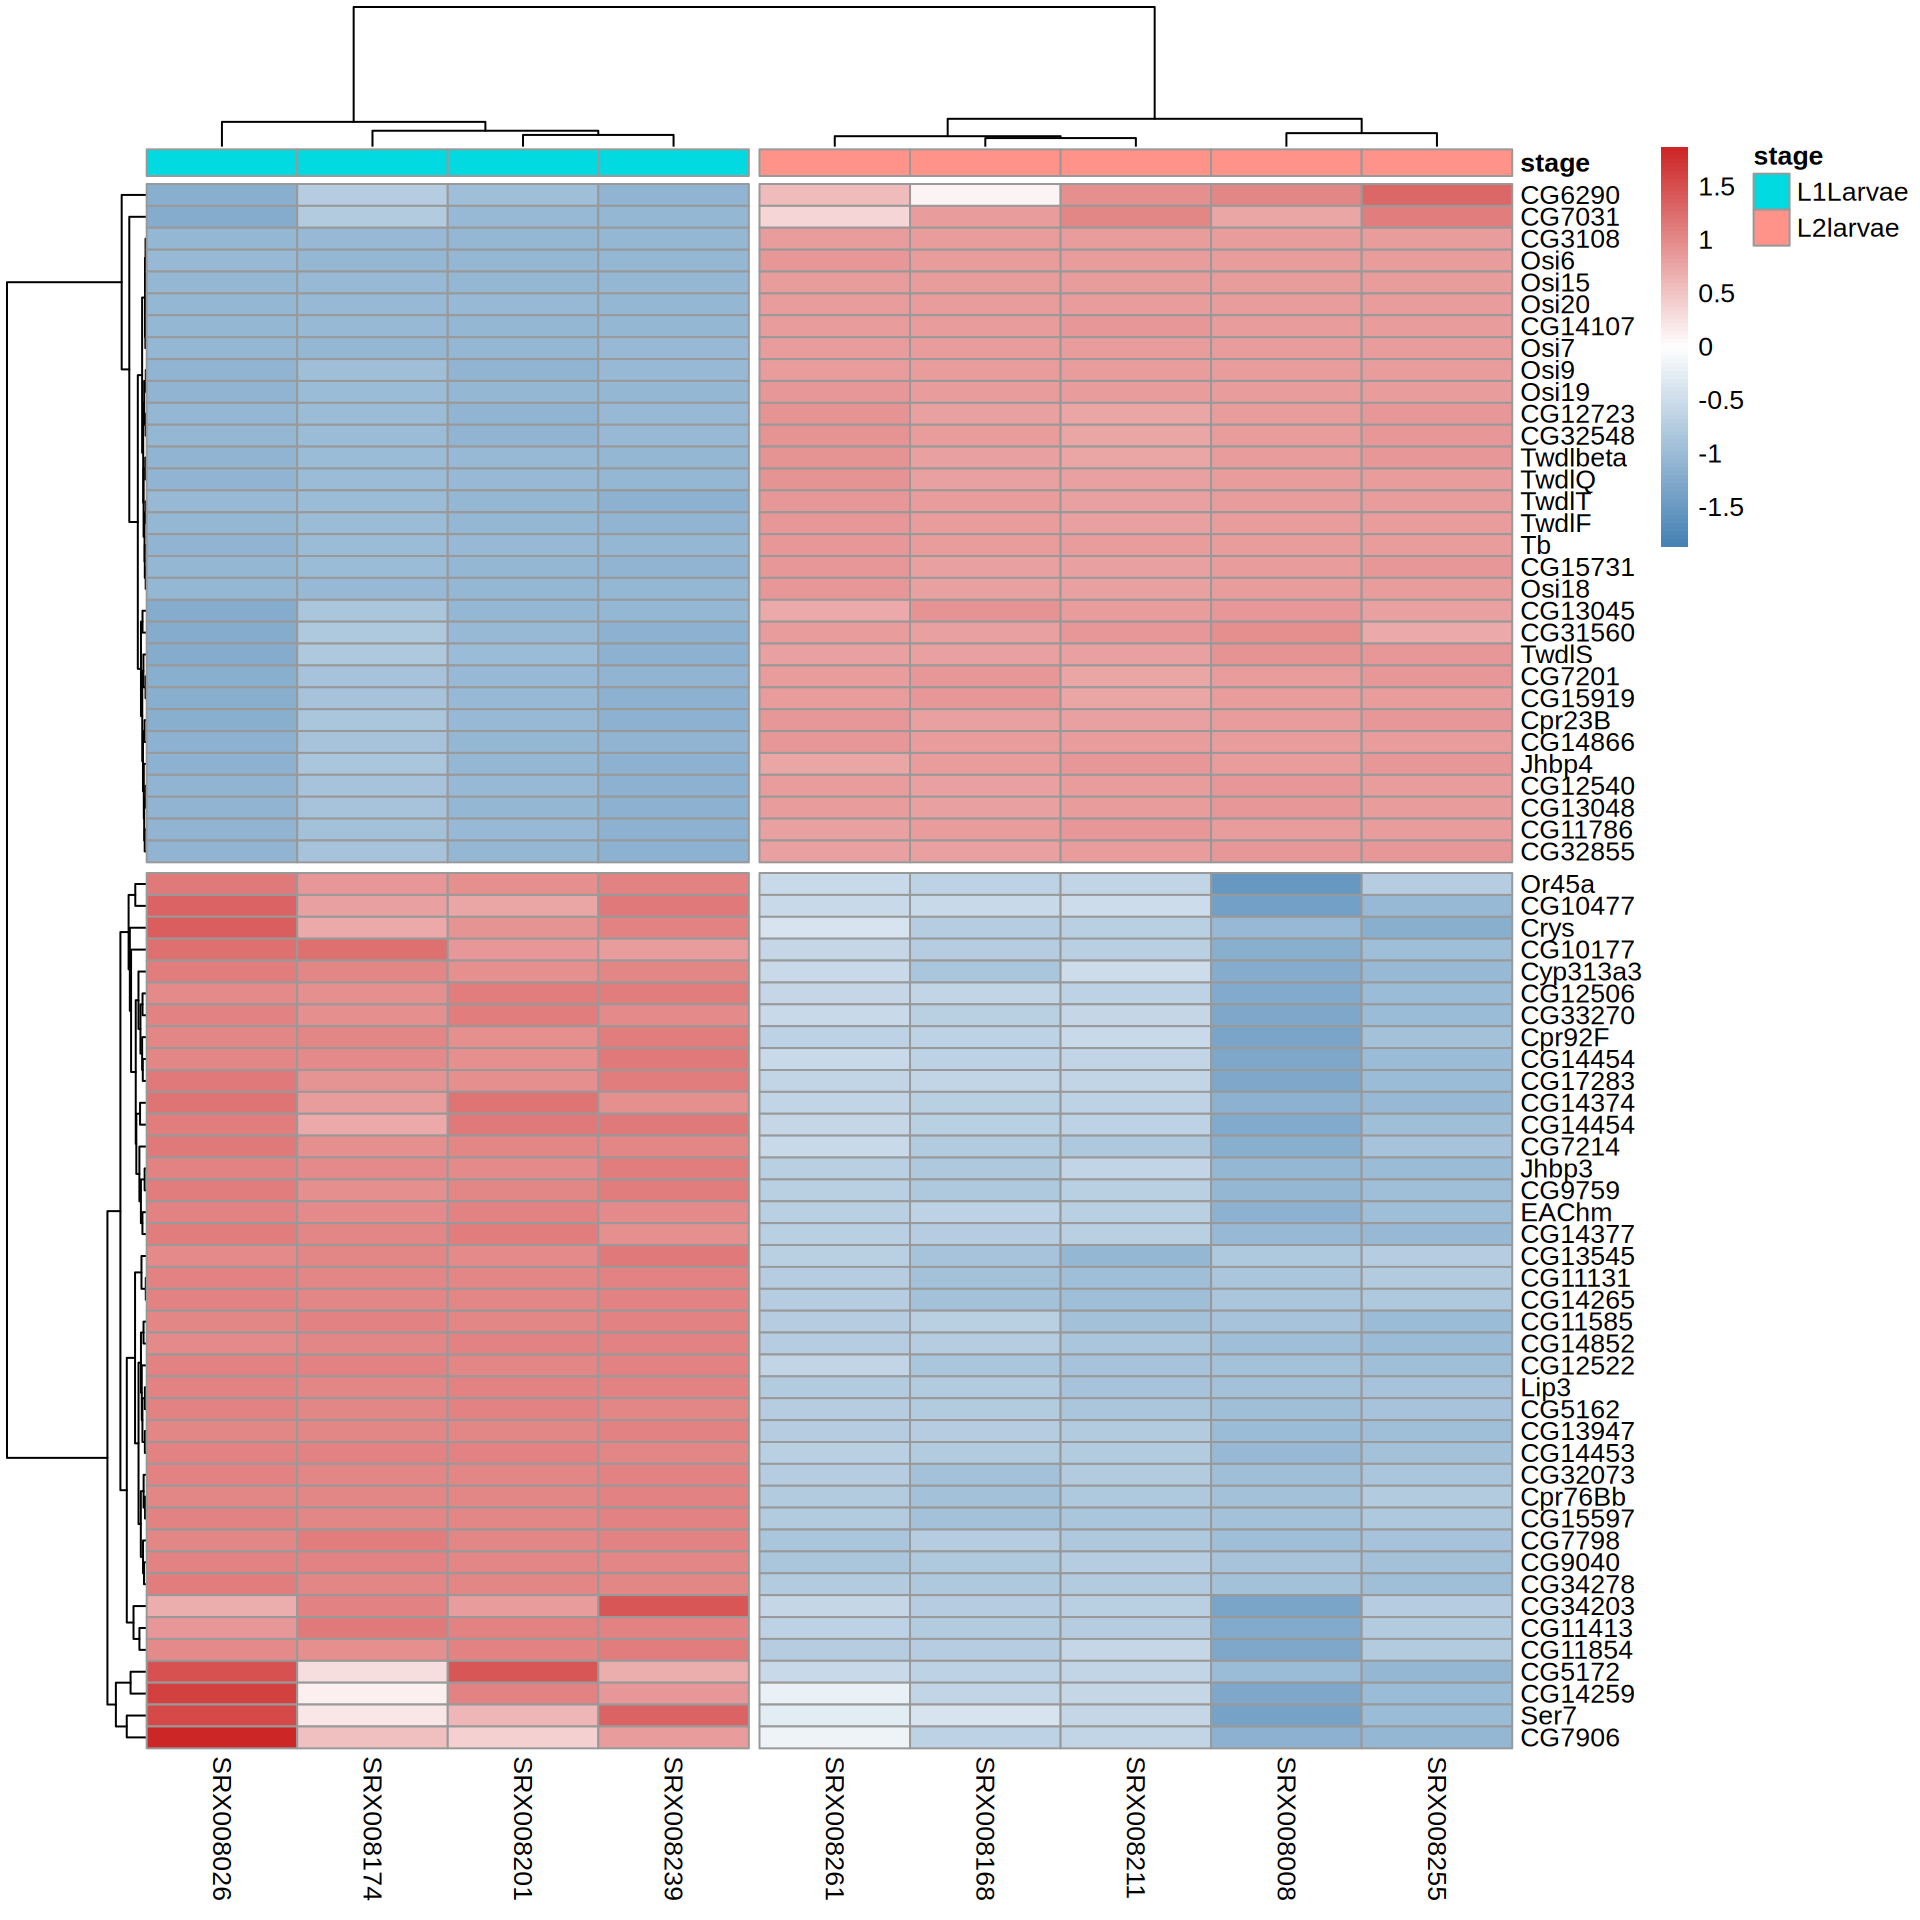 stage
CG6290
CG7031
CG3108
Osi6
Osi15
Osi20
CG14107
Osi7
Osi9
Osi19
CG12723
CG32548
Twdlbeta
TwdlQ
TwdlT
TwdlF
Tb
CG15731
Osi18
CG13045
CG31560
TwdlS
CG7201
CG15919
Cpr23B
CG14866
Jhbp4
CG12540
CG13048
CG11786
CG32855
Or45a
CG10477
Crys
CG10177
Cyp313a3
CG12506
CG33270
Cpr92F
CG14454
CG17283
CG14374
CG14454
CG7214
Jhbp3
CG9759
EAChm
CG14377
CG13545
CG11131
CG14265
CG11585
CG14852
CG12522
Lip3
CG5162
CG13947
CG14453
CG32073
Cpr76Bb
CG15597
CG7798
CG9040
CG34278
CG34203
CG11413
CG11854
CG5172
CG14259
Ser7
CG7906
1.5
1
0.5
0
-0.5
-1
-1.5
stage
L1Larvae
L2larvae
SRX008026
SRX008174
SRX008201
SRX008239
SRX008261
SRX008168
SRX008211
SRX008008
SRX008255